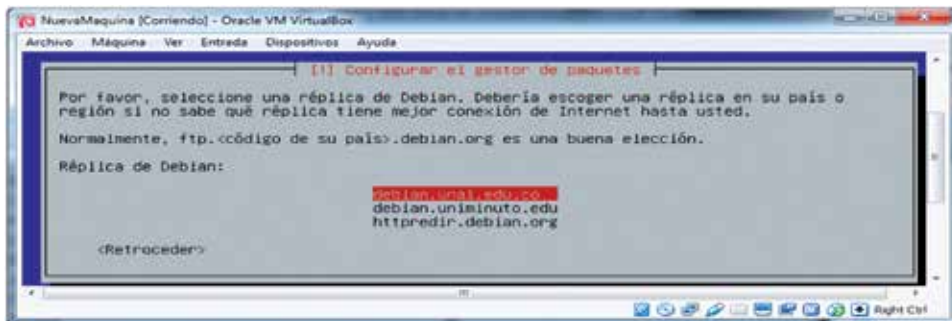 NuevaMaquina [Corriendo] - Oracle VM VirtualBox
Archivo Máquina Ver Entrada Dispositivos Ayuda
[!] Configurar el gestor de paquetes
Por favor, seleccione una réplica de Debian. Debería escoger una réplica en su país o
región si no sabe qué réplica tiene mejor conexión de Internet hasta usted.
Normalmente, ftp.<código de su país>.debian.org es una buena elección.
Réplica de Debian:
debian.unal.edu.co
debian.uniminuto.edu
httpredir.debian.org
<Retroceder>
Right Ctrl